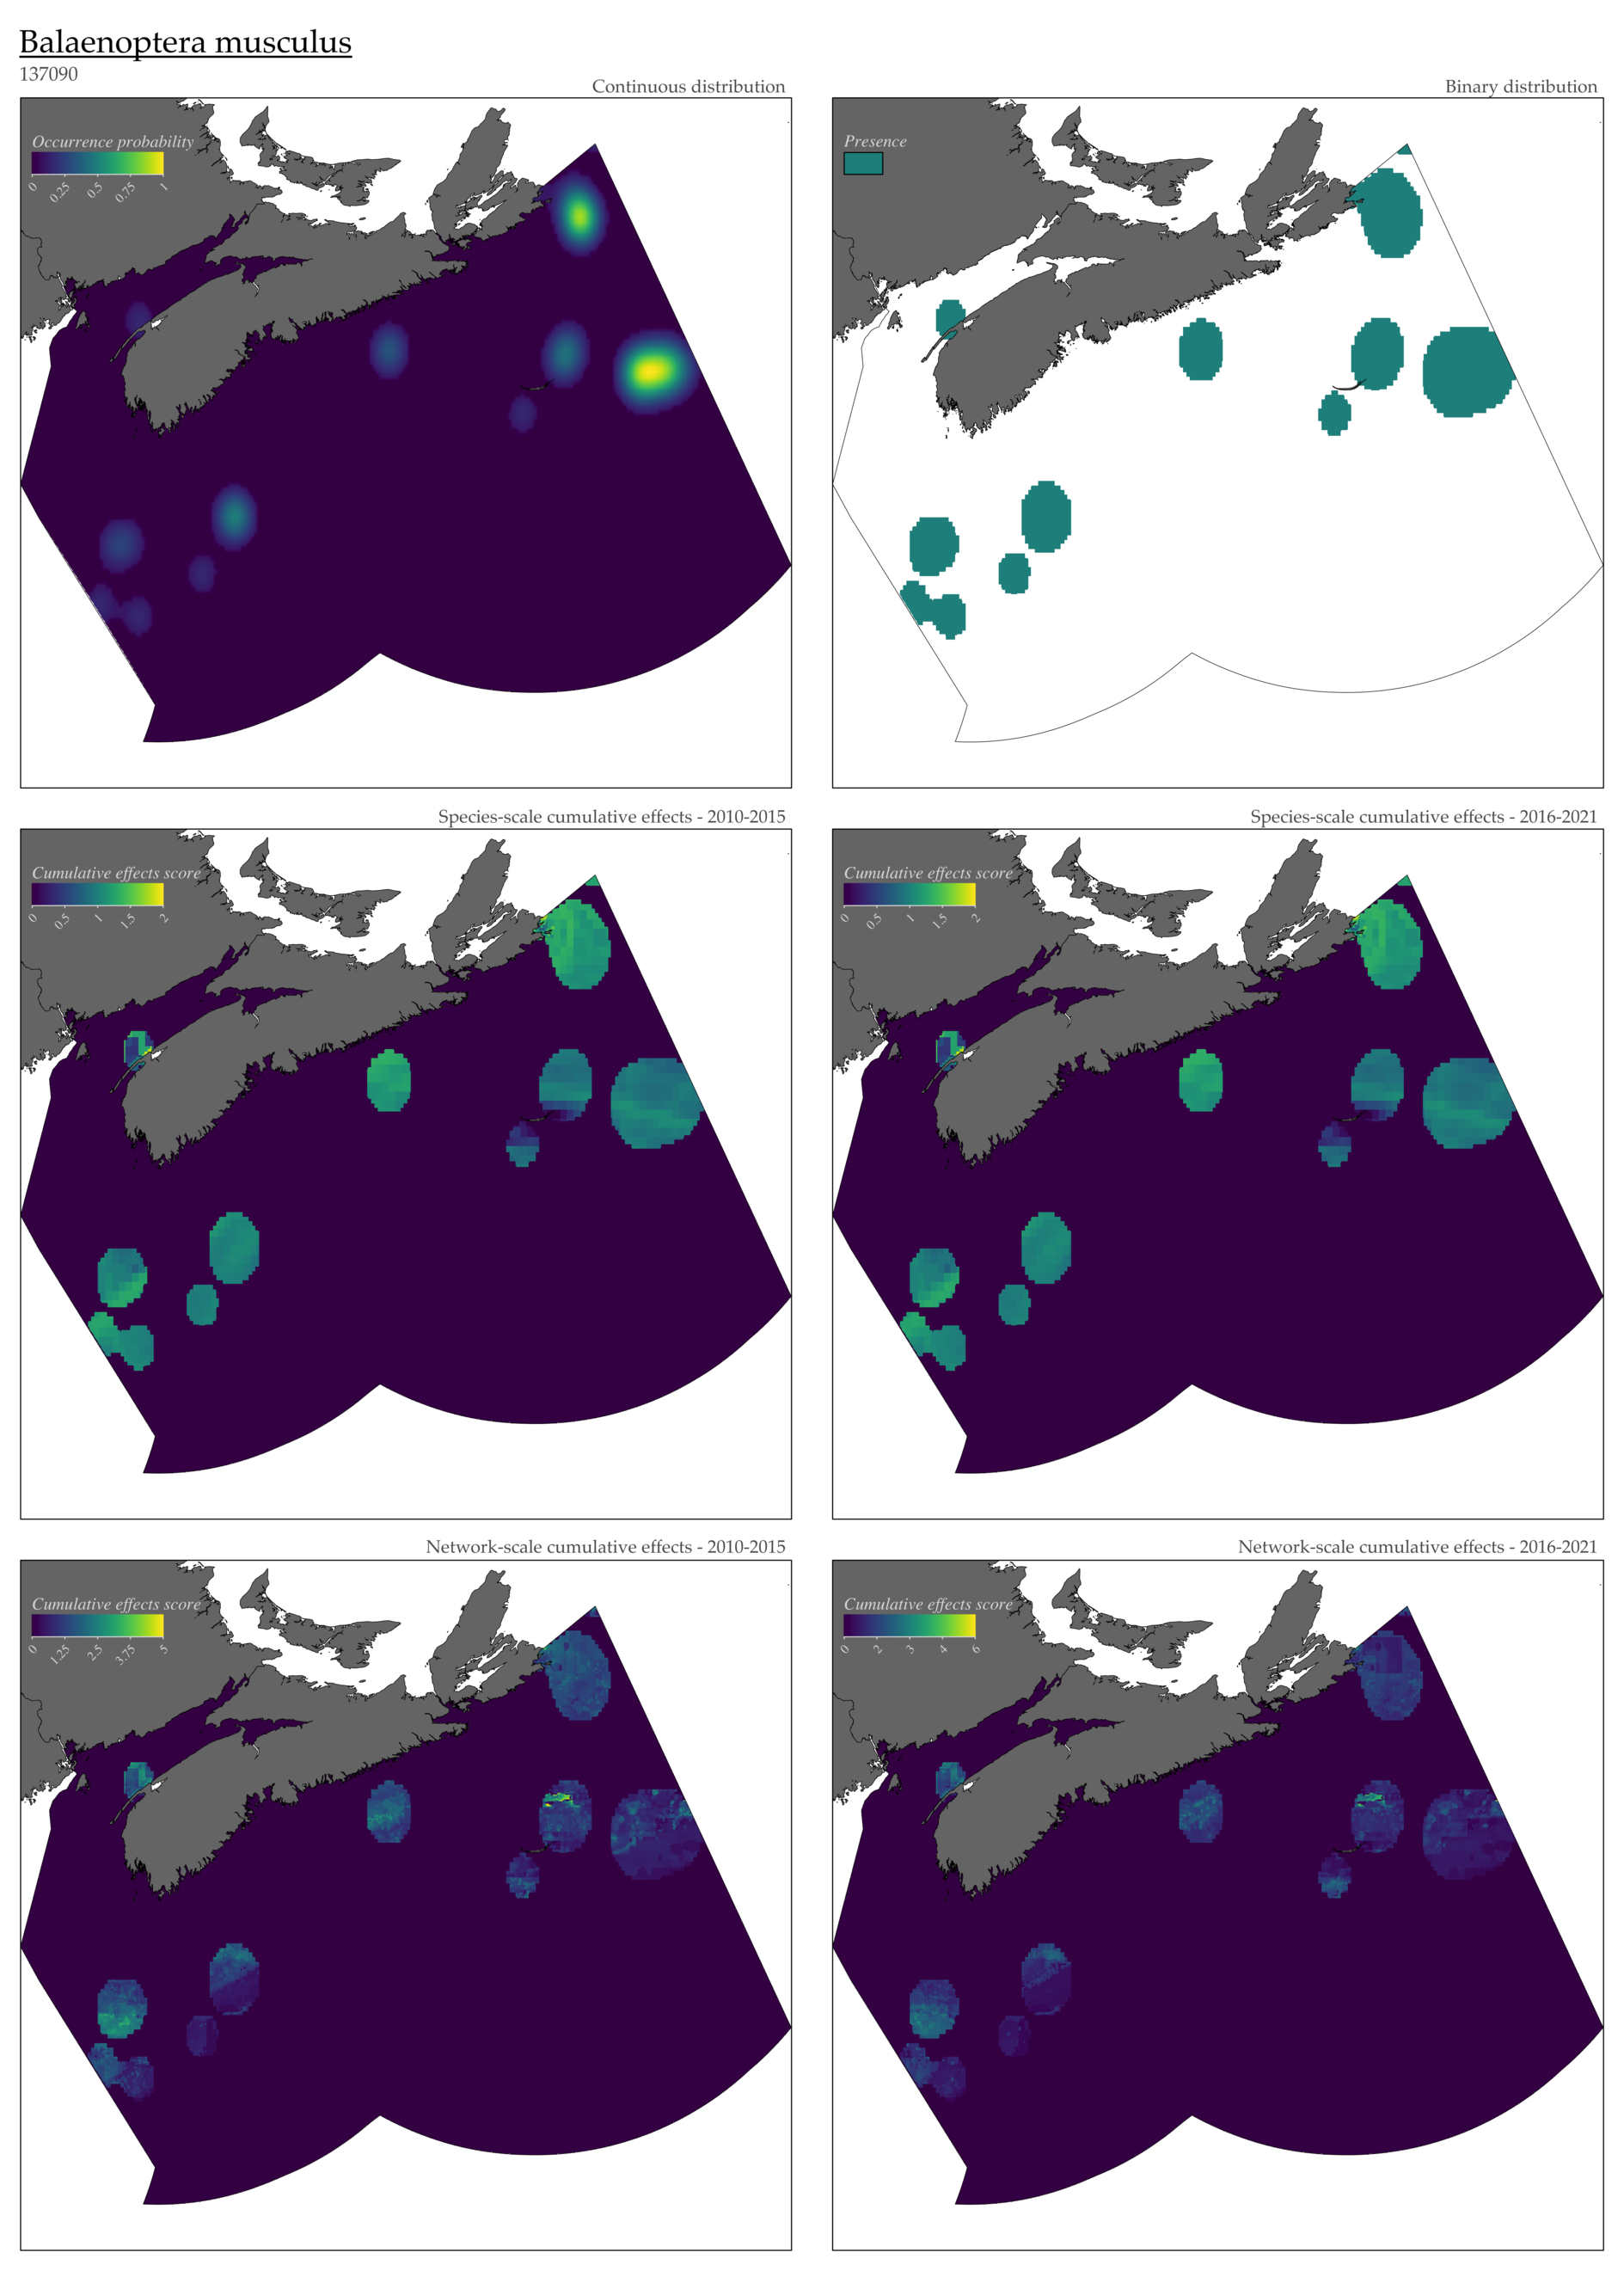 Balaenoptera musculus
137090
Continuous distribution
Occurrence probability
0 0.25 0.5 0.75 1
Binary distribution
Presence
Species-scale cumulative effects - 2010-2015
Cumulative effects score
0 0.5 1 1.5 2
Species-scale cumulative effects - 2016-2021
Cumulative effects score
0 0.5 1 1.5 2
Network-scale cumulative effects - 2010-2015
Cumulative effects score
0 1.25 2.5 3.75 5
Network-scale cumulative effects - 2016-2021
Cumulative effects score
0 2 3 4 6